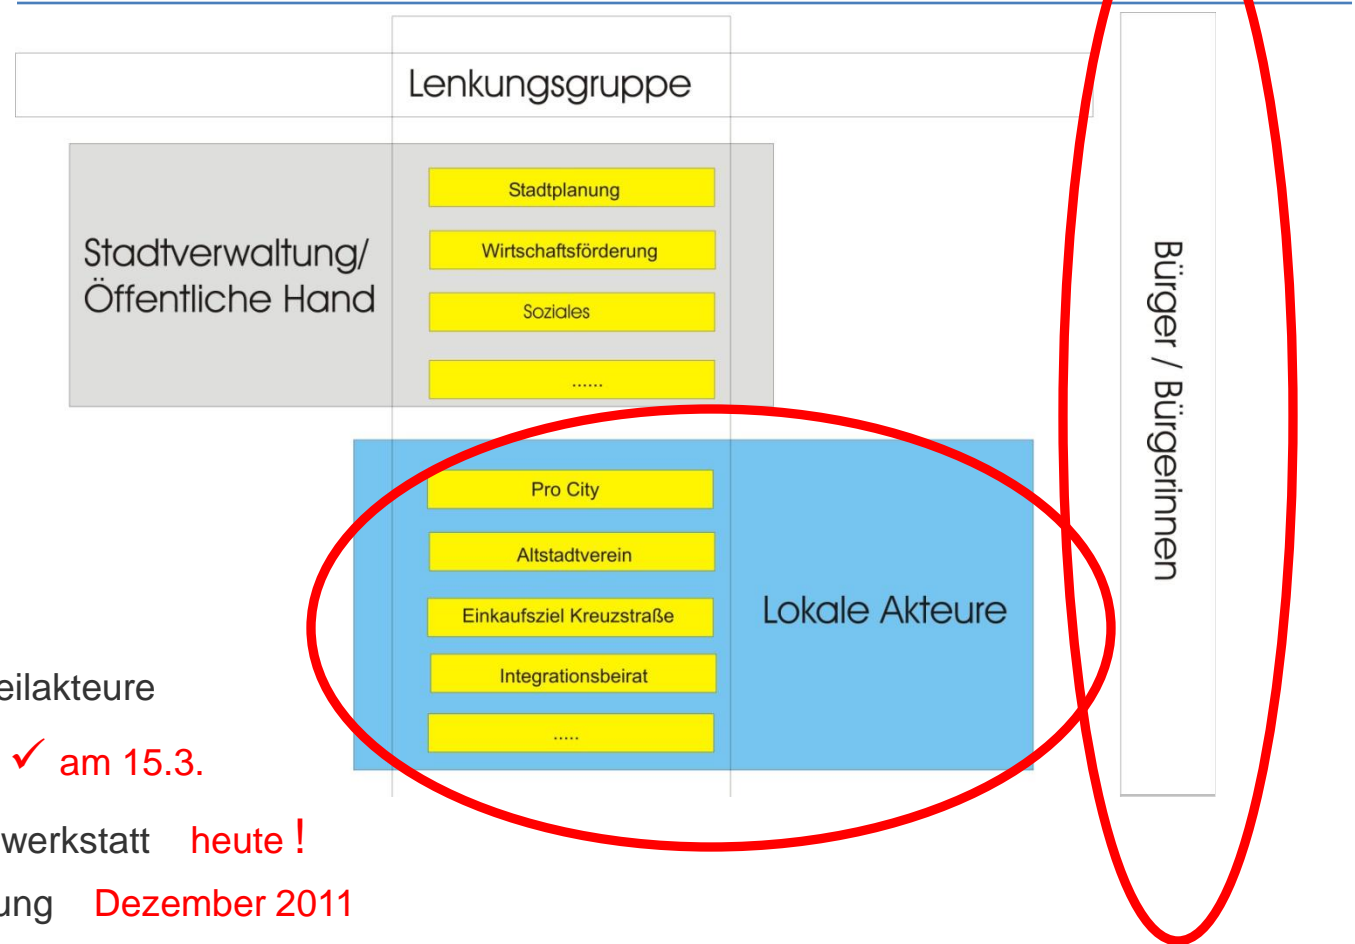 Lenkungsgruppe
Stadtverwaltung/
Öffentliche Hand
Stadtplanung
Wirtschaftsförderung
Soziales
......
Pro City
Altstadtverein
Einkaufsziel Kreuzstraße
Integrationsbeirat
.....
Lokale Akteure
Bürger / Bürgerinnen
eilakteure
✓ am 15.3.
werkstatt heute !
ung Dezember 2011